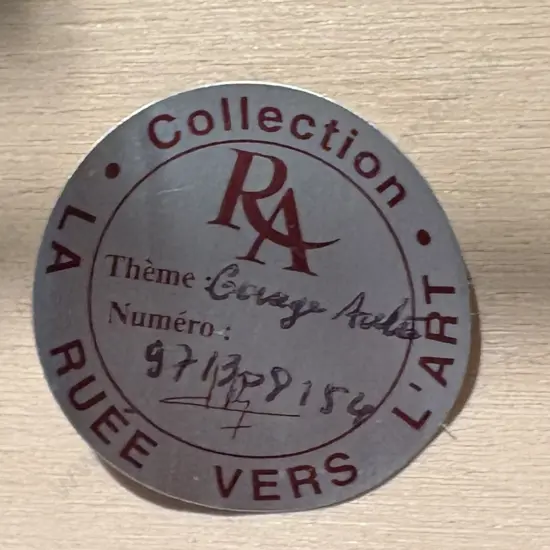 Collection
LA RUÉE VERS L'ART
RA
Thème : Garage Auto
Numéro :